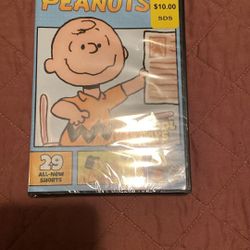 PEANUTS
$10.00
SDS
29
ALL-NEW
SHORTS